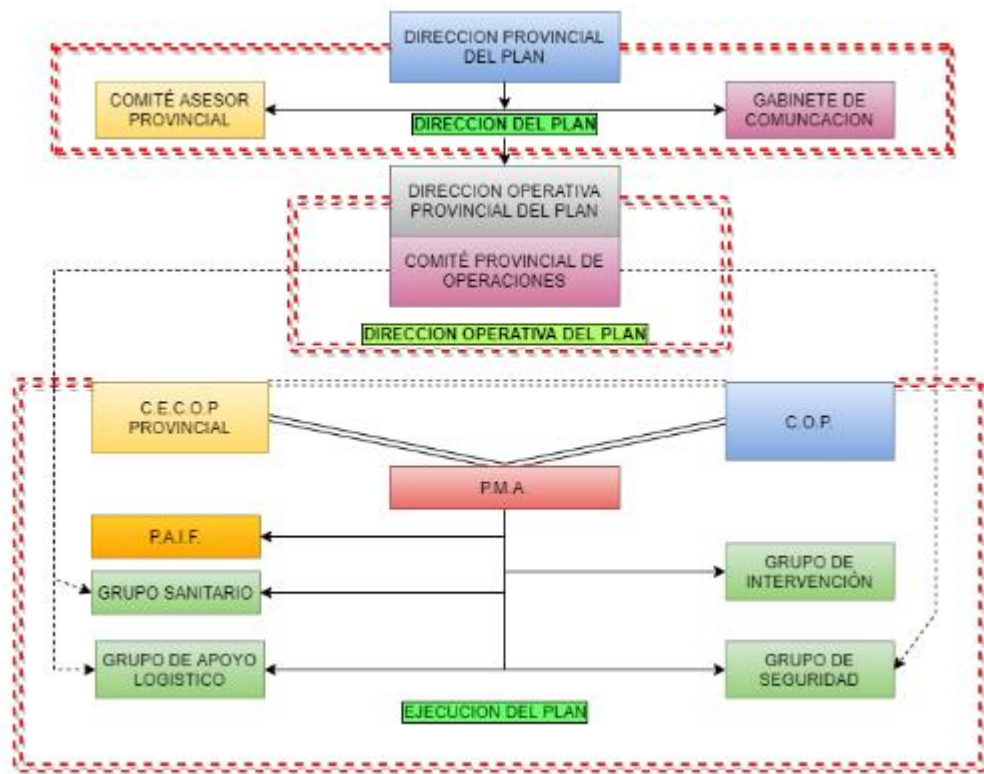 DIRECCION PROVINCIAL
DEL PLAN
COMITÉ ASESOR
PROVINCIAL
GABINETE DE
COMUNCACION
DIRECCION DEL PLAN
DIRECCION OPERATIVA
PROVINCIAL DEL PLAN
COMITÉ PROVINCIAL DE
OPERACIONES
DIRECCION OPERATIVA DEL PLAN
C.E.C.O.P
PROVINCIAL
C.O.P.
P.M.A.
P.A.I.F.
GRUPO DE
INTERVENCIÓN
GRUPO SANITARIO
GRUPO DE APOYO
LOGISTICO
GRUPO DE
SEGURIDAD
EJECUCION DEL PLAN